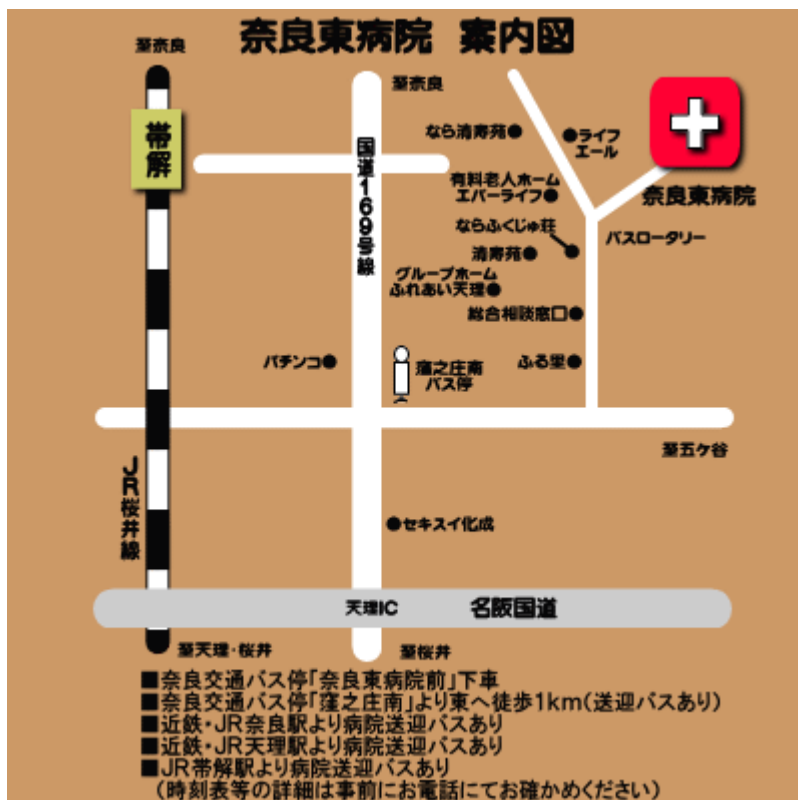 奈良東病院 案内図
至奈良
至奈良
帯解
国道169号線
なら清寿苑
ライフ
エール
有料老人ホーム
エバーライフ
奈良東病院
ならふくじゅ荘
バスロータリー
清寿苑
グループホーム
ふれあい天理
総合相談窓口
パチンコ
窪之庄南
バス停
ふる里
至五ケ谷
JR桜井線
セキスイ化成
天理IC
名阪国道
至天理・桜井
至桜井
■奈良交通バス停「奈良東病院前」下車
■奈良交通バス停「窪之庄南」より東へ徒歩1km(送迎バスあり)
■近鉄・JR奈良駅より病院送迎バスあり
■近鉄・JR天理駅より病院送迎バスあり
■JR帯解駅より病院送迎バスあり
(時刻表等の詳細は事前にお電話にてお確かめください)